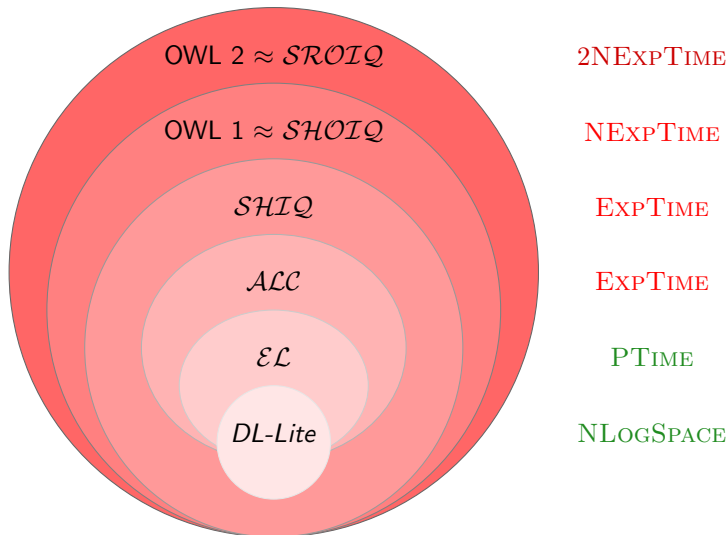 OWL 2 ≈ 𝒮ℛ𝒪ℐ𝒬 2NExpTime
OWL 1 ≈ 𝒮ℋ𝒪ℐ𝒬 NExpTime
𝒮ℋℐ𝒬 ExpTime
𝒜ℒ𝒞 ExpTime
ℰℒ PTime
DL-Lite NLogSpace